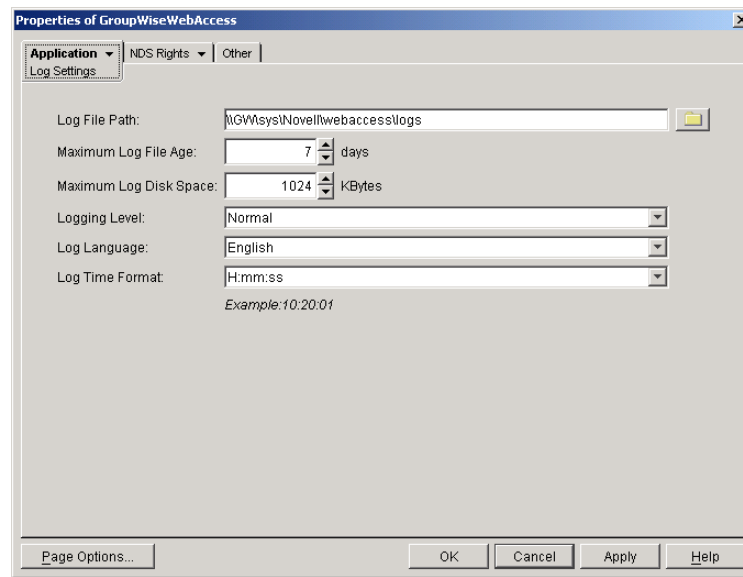 Properties of GroupWiseWebAccess
Application NDS Rights Other
Log Settings
Log File Path: \\GW\sys\Novell\webaccess\logs
Maximum Log File Age: 7 days
Maximum Log Disk Space: 1024 KBytes
Logging Level: Normal
Log Language: English
Log Time Format: H:mm:ss
Example:10:20:01
Page Options... OK Cancel Apply Help